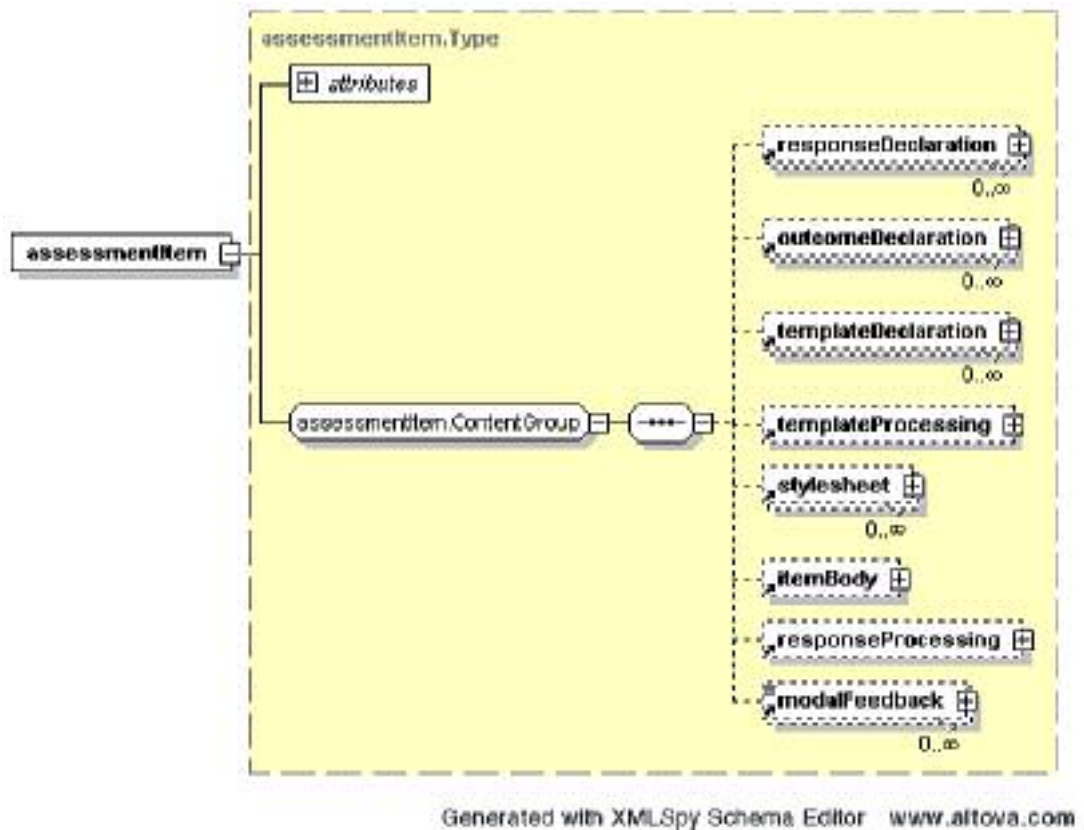 assessmentItem.Type
attributes
responseDeclaration
0..∞
outcomeDeclaration
0..∞
assessmentItem
templateDeclaration
0..∞
assessmentItem.ContentGroup
templateProcessing
stylesheet
0..∞
itemBody
responseProcessing
modalFeedback
0..∞
Generated with XMLSpy Schema Editor www.altova.com